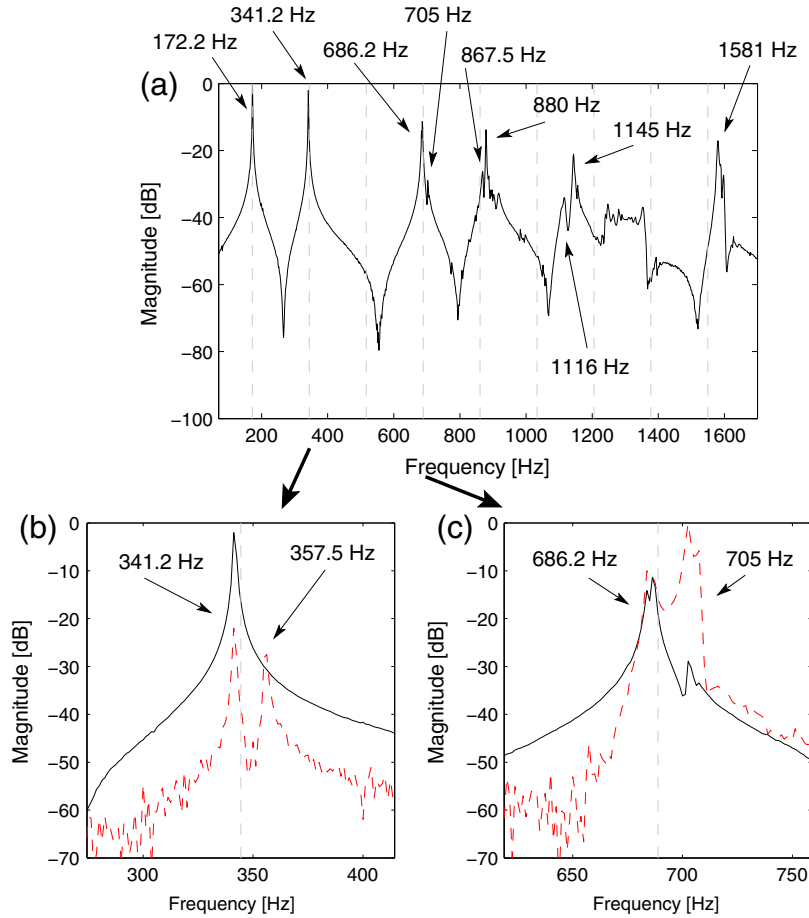 341.2 Hz
705 Hz
172.2 Hz
686.2 Hz
867.5 Hz
1581 Hz
(a)
880 Hz
1145 Hz
1116 Hz
0
−20
−40
−60
−80
−100
Magnitude [dB]
200 400 600 800 1000 1200 1400 1600
Frequency [Hz]
(b)
341.2 Hz
357.5 Hz
0
−10
−20
−30
−40
−50
−60
−70
Magnitude [dB]
300 350 400
Frequency [Hz]
(c)
686.2 Hz
705 Hz
0
−10
−20
−30
−40
−50
−60
−70
Magnitude [dB]
650 700 750
Frequency [Hz]